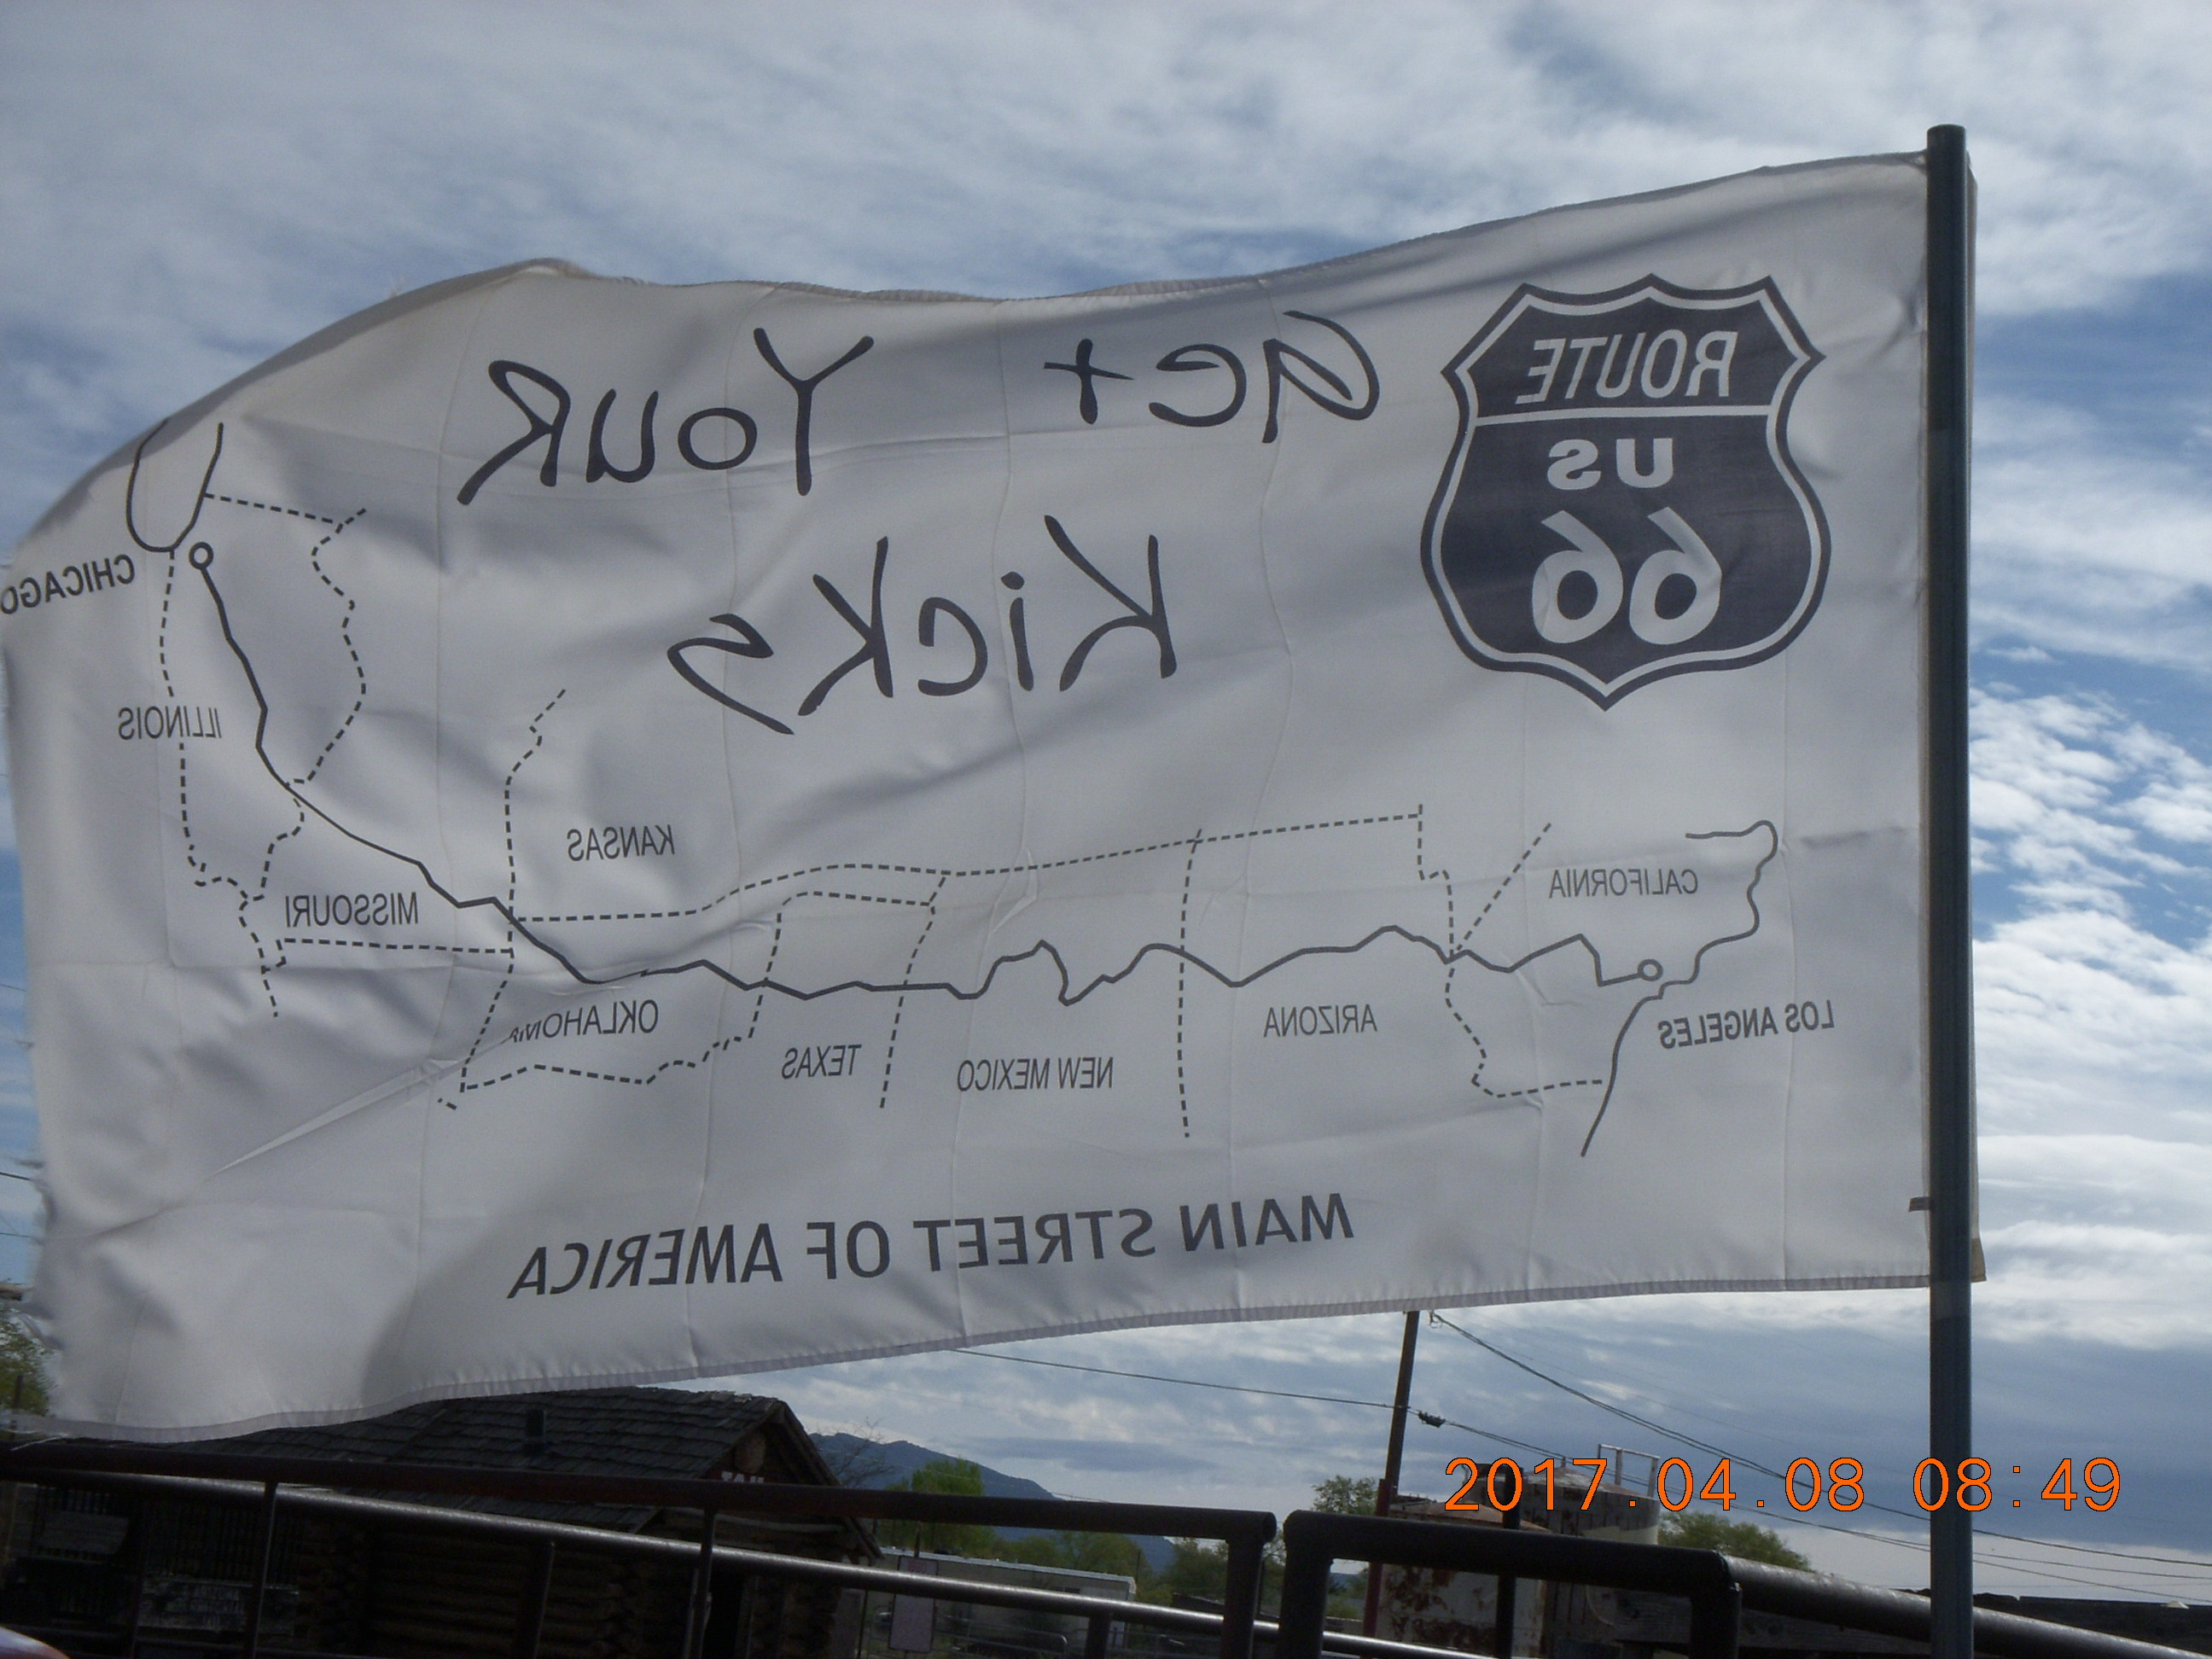 ROUTE
US
66
Get Your
Kicks
CHICAGO
ILLINOIS
KANSAS
MISSOURI
CALIFORNIA
OKLAHOMA
TEXAS
NEW MEXICO
ARIZONA
LOS ANGELES
MAIN STREET OF AMERICA
2017.04.08 08:49